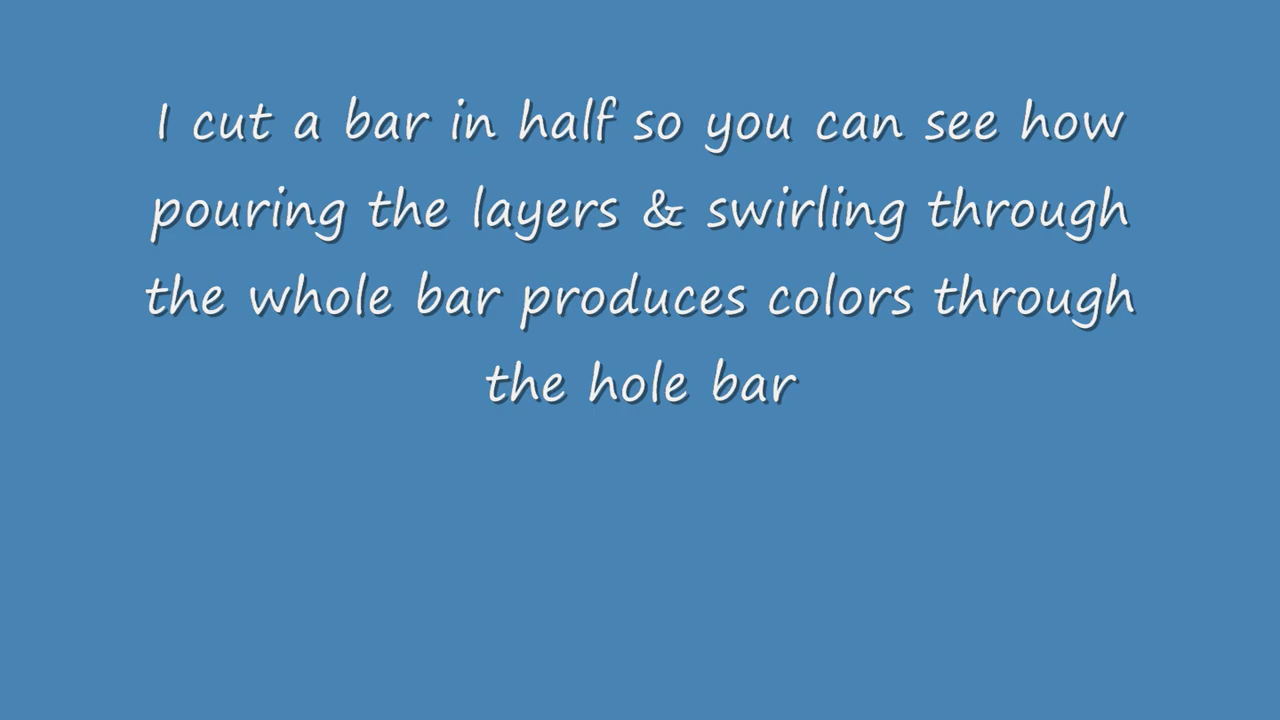 I cut a bar in half so you can see how
pouring the layers & swirling through
the whole bar produces colors through
the hole bar